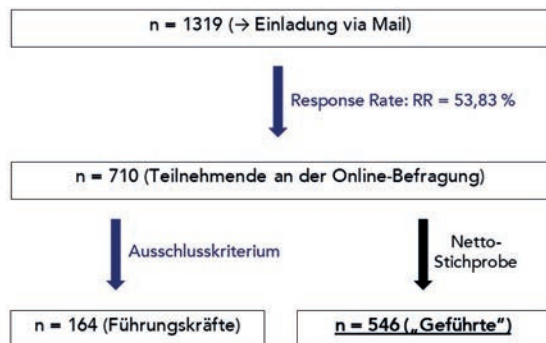 n = 1319 (→ Einladung via Mail)
Response Rate: RR = 53,83 %
n = 710 (Teilnehmende an der Online-Befragung)
Ausschlusskriterium
Netto-
Stichprobe
n = 164 (Führungskräfte)
n = 546 („Geführte“)